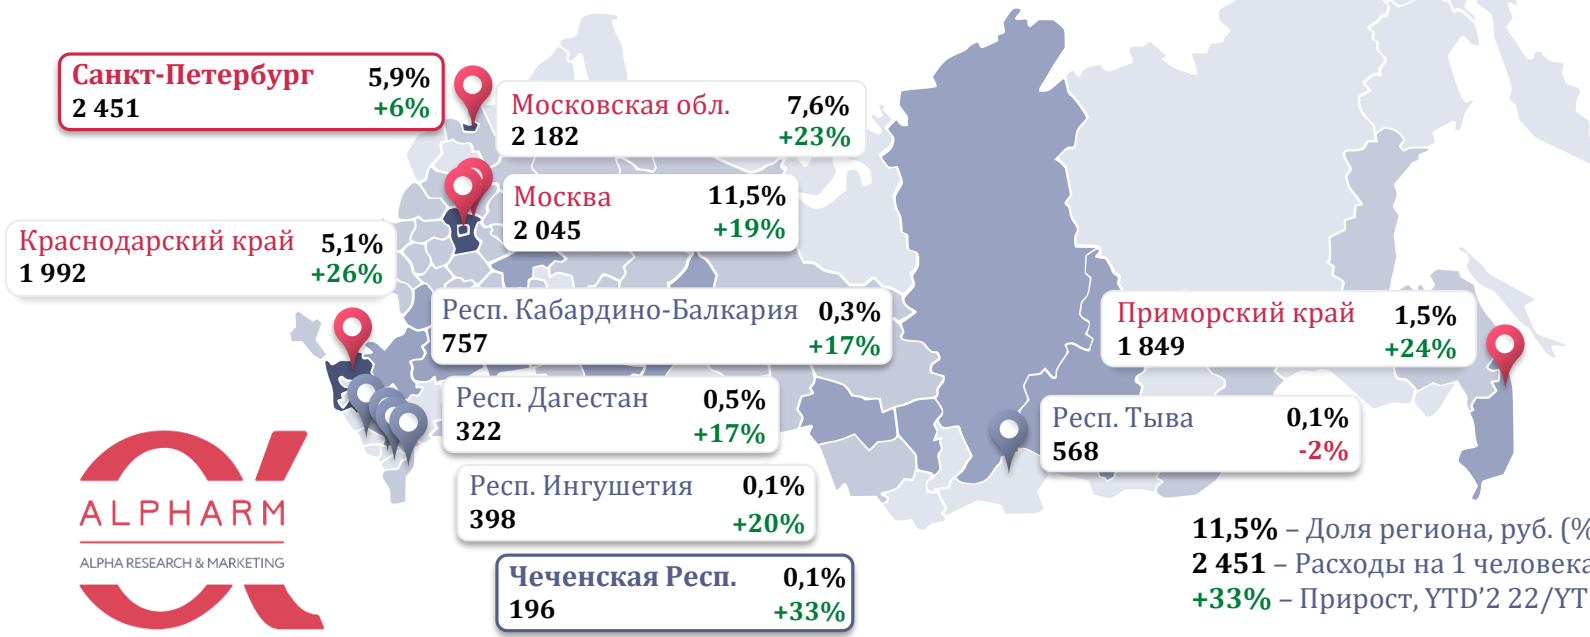 Санкт-Петербург 5,9%
2 451 +6%
Московская обл. 7,6%
2 182 +23%
Москва 11,5%
2 045 +19%
Краснодарский край 5,1%
1 992 +26%
Респ. Кабардино-Балкария 0,3%
757 +17%
Приморский край 1,5%
1 849 +24%
Респ. Дагестан 0,5%
322 +17%
Респ. Тыва 0,1%
568 -2%
Респ. Ингушетия 0,1%
398 +20%
Чеченская Респ. 0,1%
196 +33%
ALPHARM
ALPHA RESEARCH & MARKETING
11,5% – Доля региона, руб. (%
2 451 – Расходы на 1 человека
+33% – Прирост, YTD’2 22/YT